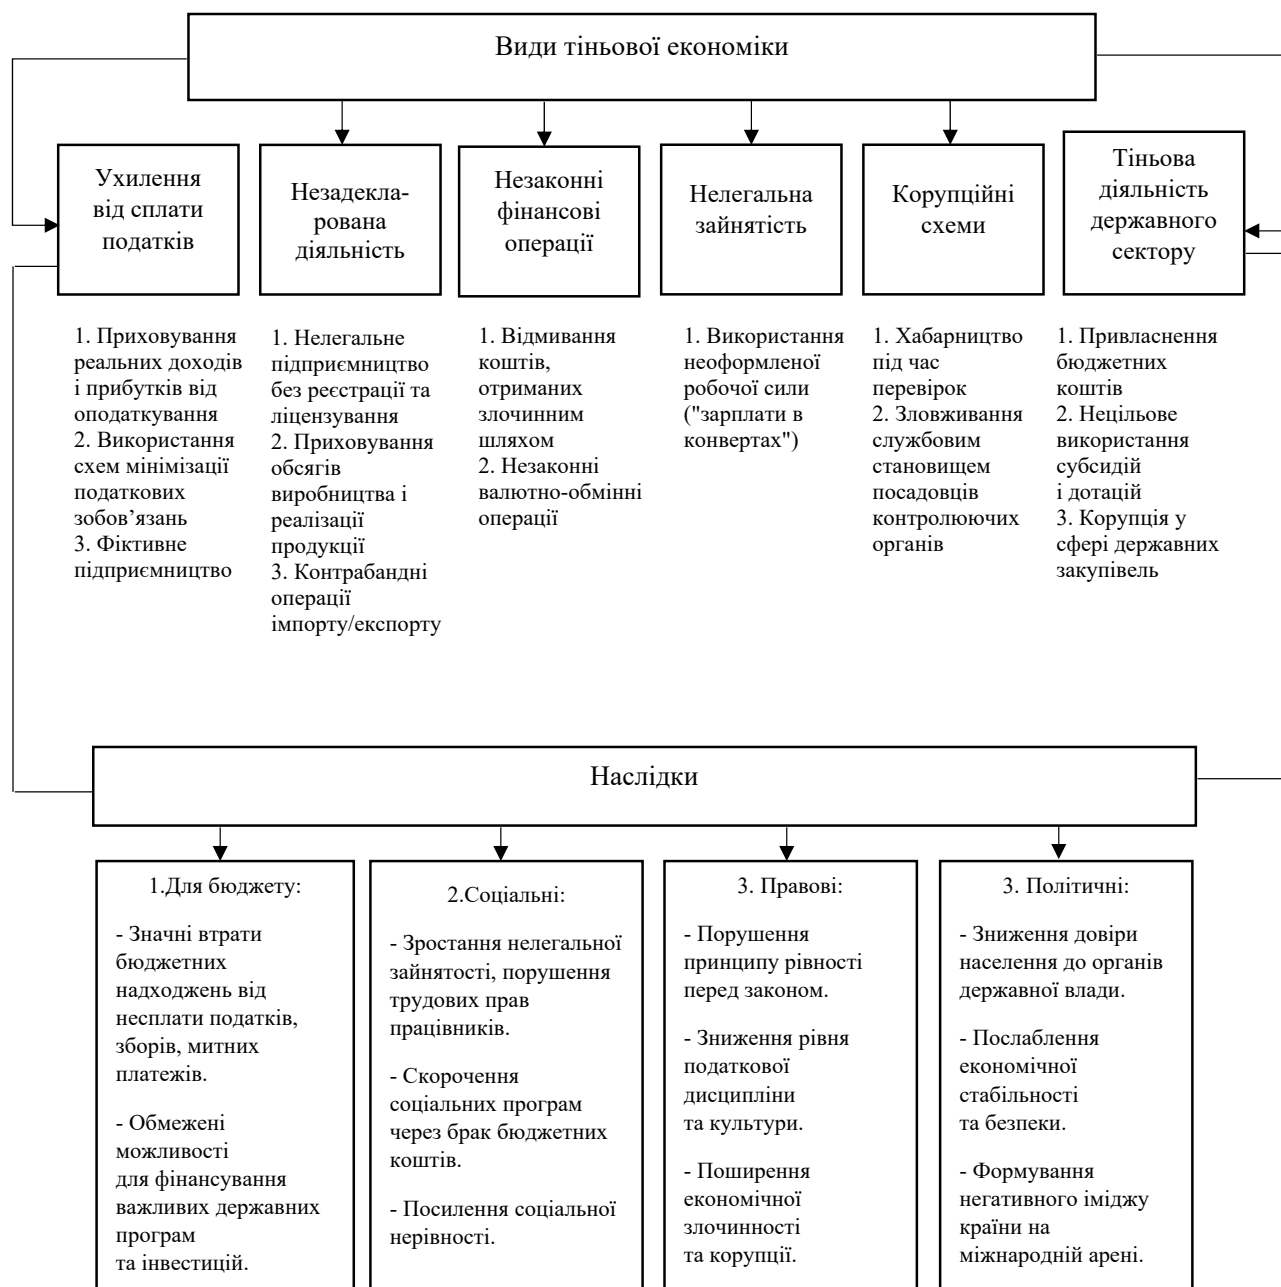 Види тіньової економіки
Ухилення
від сплати
податків
Незадекла-
рована
діяльність
Незаконні
фінансові
операції
Нелегальна
зайнятість
Корупційні
схеми
Тіньова
діяльність
державного
сектору
1. Приховування
реальних доходів
і прибутків від
оподаткування
2. Використання
схем мінімізації
податкових
зобов’язань
3. Фіктивне
підприємництво
1. Нелегальне
підприємництво
без реєстрації та
ліцензування
2. Приховування
обсягів
виробництва і
реалізації
продукції
3. Контрабандні
операції
імпорту/експорту
1. Відмивання
коштів,
отриманих
злочинним
шляхом
2. Незаконні
валютно-обмінні
операції
1. Використання
неоформленої
робочої сили
("зарплати в
конвертах")
1. Хабарництво
під час
перевірок
2. Зловживання
службовим
становищем
посадовців
контролюючих
органів
1. Привласнення
бюджетних
коштів
2. Нецільове
використання
субсидій
і дотацій
3. Корупція у
сфері державних
закупівель
Наслідки
1.Для бюджету:
- Значні втрати
бюджетних
надходжень від
несплати податків,
зборів, митних
платежів.
- Обмежені
можливості
для фінансування
важливих державних
програм
та інвестицій.
2.Соціальні:
- Зростання нелегальної
зайнятості, порушення
трудових прав
працівників.
- Скорочення
соціальних програм
через брак бюджетних
коштів.
- Посилення соціальної
нерівності.
3. Правові:
- Порушення
принципу рівності
перед законом.
- Зниження рівня
податкової
дисципліни
та культури.
- Поширення
економічної
злочинності
та корупції.
3. Політичні:
- Зниження довіри
населення до органів
державної влади.
- Послаблення
економічної
стабільності
та безпеки.
- Формування
негативного іміджу
країни на
міжнародній арені.